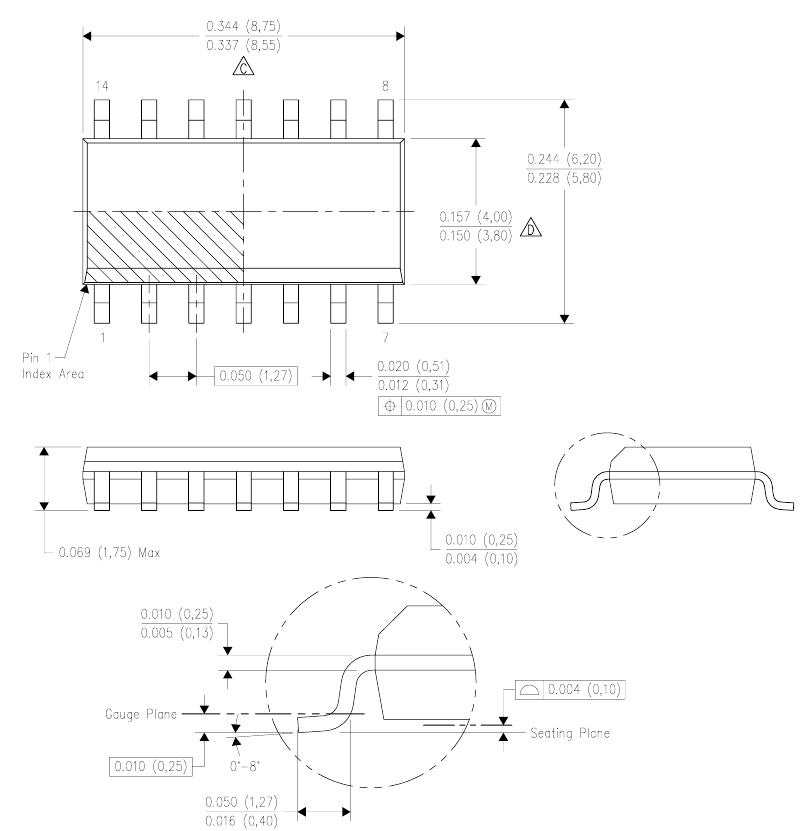 0.344 (8,75)
0.337 (8,55)
C
14
8
0.244 (6,20)
0.228 (5,80)
0.157 (4,00)
0.150 (3,80)
D
1
7
Pin 1
Index Area
0.050 (1,27)
0.020 (0,51)
0.012 (0,31)
⌖ 0.010 (0,25) Ⓜ
0.069 (1,75) Max
0.010 (0,25)
0.004 (0,10)
0.010 (0,25)
0.005 (0,13)
0.004 (0,10)
Gauge Plane
Seating Plane
0.010 (0,25)
0°–8°
0.050 (1,27)
0.016 (0,40)